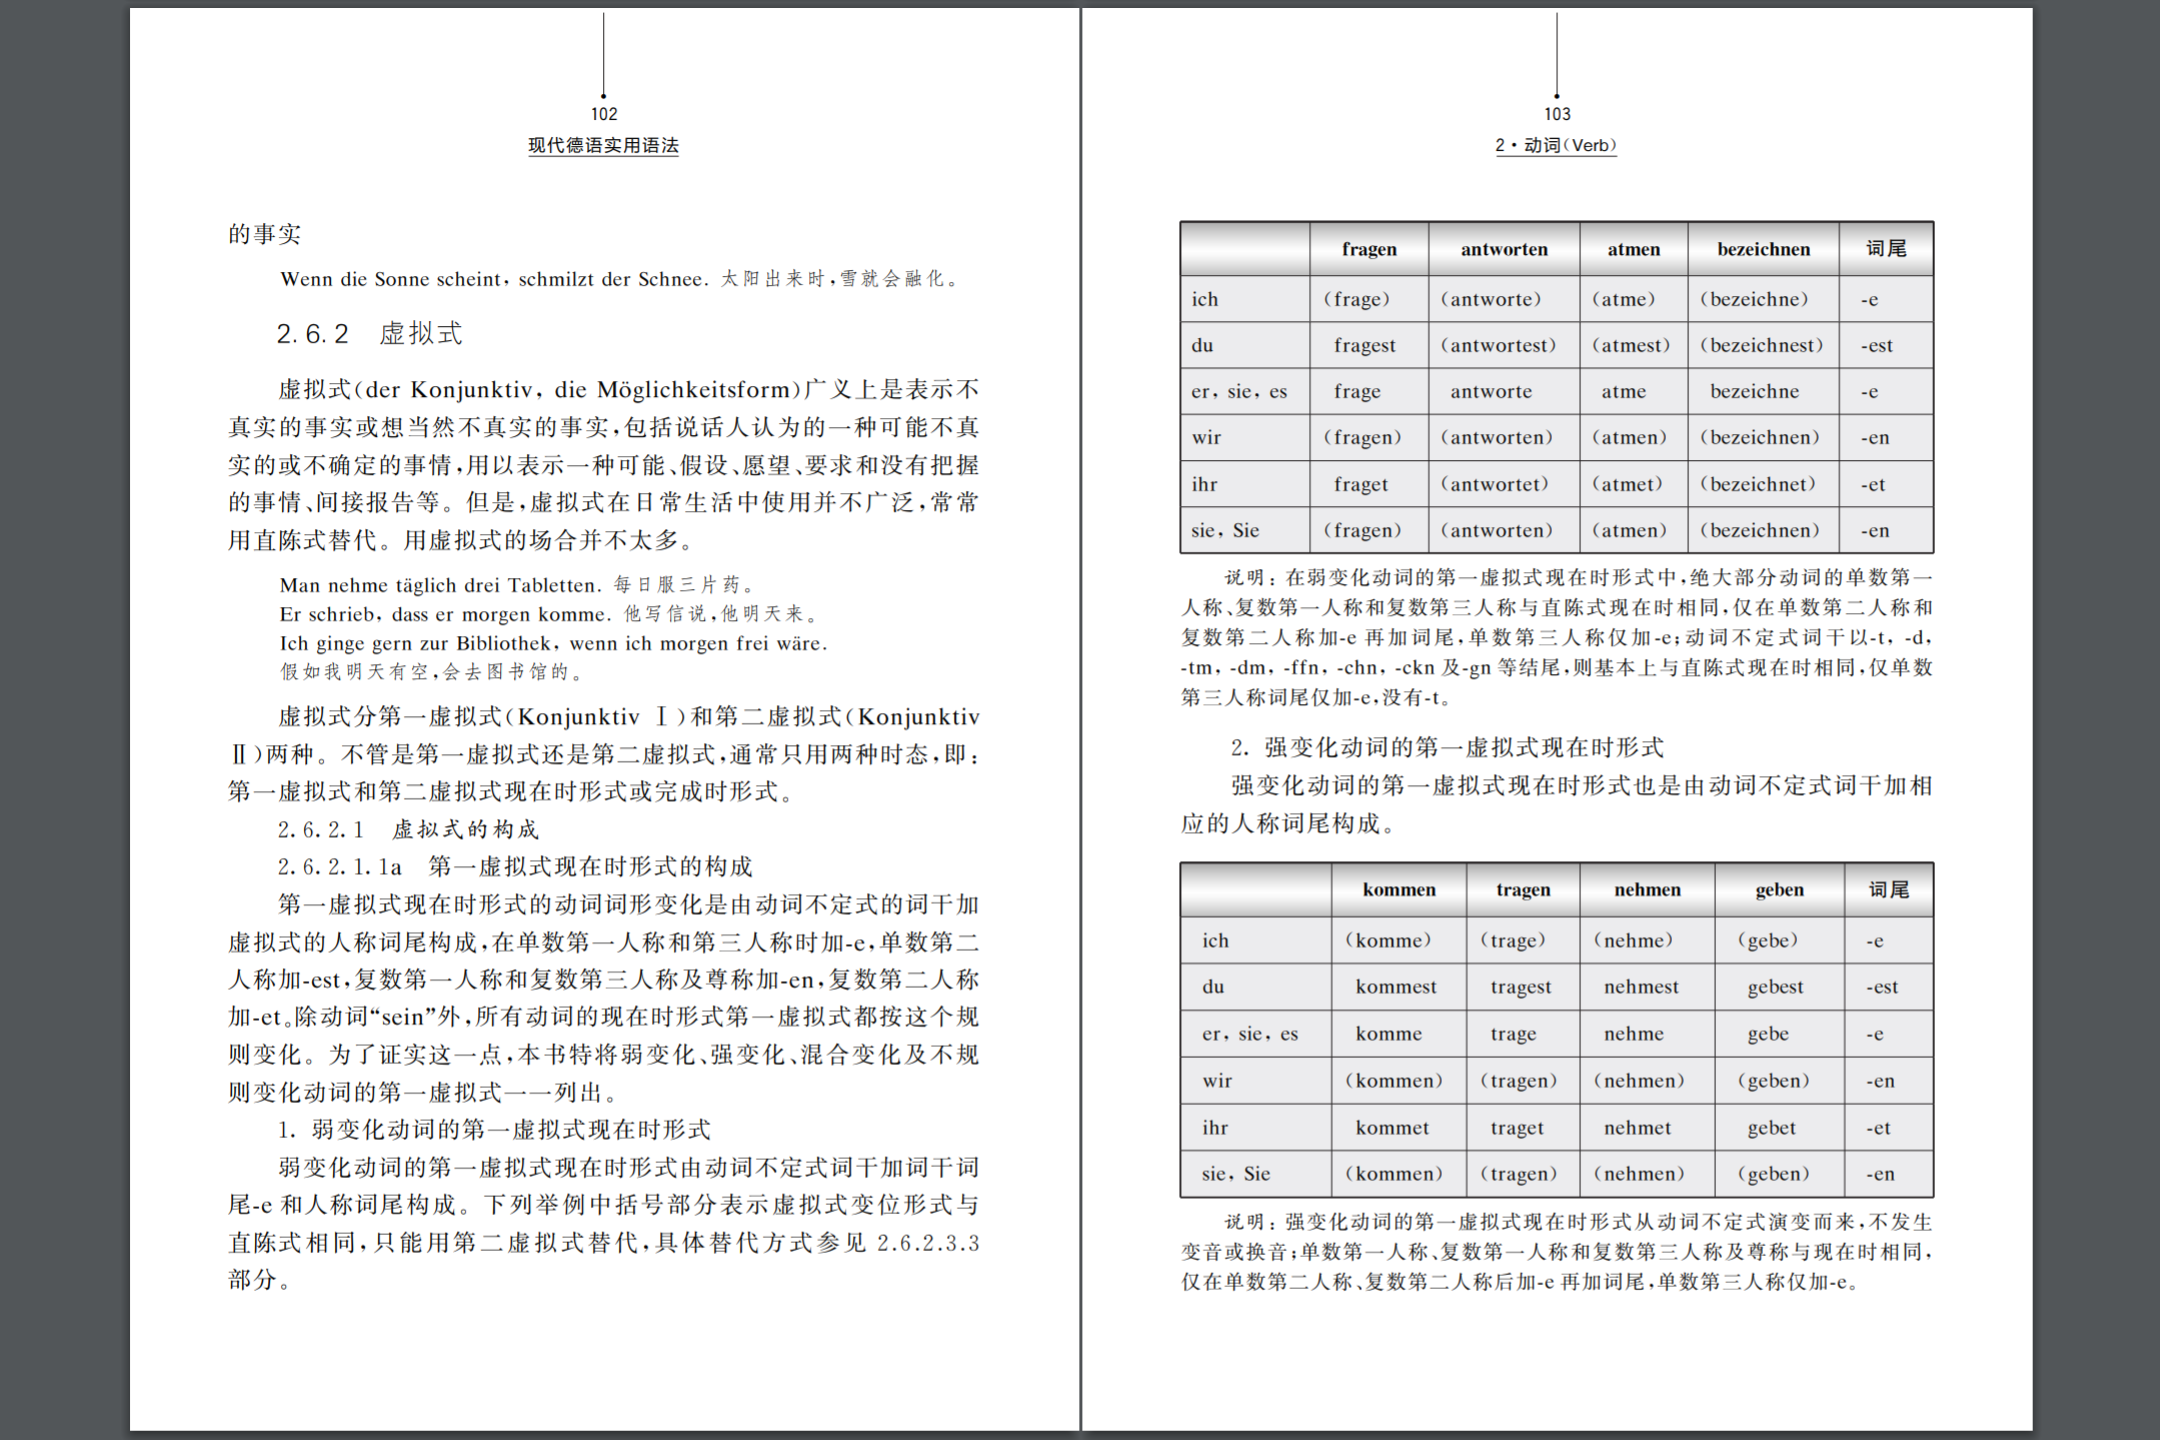 102
现代德语实用语法
的事实
Wenn die Sonne scheint, schmilzt der Schnee. 太阳出来时,雪就会融化。
2.6.2 虚拟式
虚拟式(der Konjunktiv, die Möglichkeitsform)广义上是表示不
真实的事实或想当然不真实的事实,包括说话人认为的一种可能不真
实的或不确定的事情,用以表示一种可能、假设、愿望、要求和没有把握
的事情、间接报告等。但是,虚拟式在日常生活中使用并不广泛,常常
用直陈式替代。用虚拟式的场合并不太多。
Man nehme täglich drei Tabletten. 每日服三片药。
Er schrieb, dass er morgen komme. 他写信说,他明天来。
Ich ginge gern zur Bibliothek, wenn ich morgen frei wäre.
假如我明天有空,会去图书馆的。
虚拟式分第一虚拟式(Konjunktiv Ⅰ)和第二虚拟式(Konjunktiv
Ⅱ)两种。不管是第一虚拟式还是第二虚拟式,通常只用两种时态,即:
第一虚拟式和第二虚拟式现在时形式或完成时形式。
2.6.2.1 虚拟式的构成
2.6.2.1.1a 第一虚拟式现在时形式的构成
第一虚拟式现在时形式的动词词形变化是由动词不定式的词干加
虚拟式的人称词尾构成,在单数第一人称和第三人称时加-e,单数第二
人称加-est,复数第一人称和复数第三人称及尊称加-en,复数第二人称
加-et。除动词“sein”外,所有动词的现在时形式第一虚拟式都按这个规
则变化。为了证实这一点,本书特将弱变化、强变化、混合变化及不规
则变化动词的第一虚拟式一一列出。
1. 弱变化动词的第一虚拟式现在时形式
弱变化动词的第一虚拟式现在时形式由动词不定式词干加词干词
尾-e 和人称词尾构成。下列举例中括号部分表示虚拟式变位形式与
直陈式相同,只能用第二虚拟式替代,具体替代方式参见 2.6.2.3.3
部分。
103
2·动词(Verb)
fragen antworten atmen bezeichnen 词尾
ich (frage) (antworte) (atme) (bezeichne) -e
du fragest (antwortest) (atmest) (bezeichnest) -est
er, sie, es frage antworte atme bezeichne -e
wir (fragen) (antworten) (atmen) (bezeichnen) -en
ihr fraget (antwortet) (atmet) (bezeichnet) -et
sie, Sie (fragen) (antworten) (atmen) (bezeichnen) -en
说明: 在弱变化动词的第一虚拟式现在时形式中,绝大部分动词的单数第一
人称、复数第一人称和复数第三人称与直陈式现在时相同,仅在单数第二人称和
复数第二人称加-e 再加词尾,单数第三人称仅加-e;动词不定式词干以-t, -d,
-tm, -dm, -ffn, -chn, -ckn 及-gn 等结尾,则基本上与直陈式现在时相同,仅单数
第三人称词尾仅加-e,没有-t。
2. 强变化动词的第一虚拟式现在时形式
强变化动词的第一虚拟式现在时形式也是由动词不定式词干加相
应的人称词尾构成。
kommen tragen nehmen geben 词尾
ich (komme) (trage) (nehme) (gebe) -e
du kommest tragest nehmest gebest -est
er, sie, es komme trage nehme gebe -e
wir (kommen) (tragen) (nehmen) (geben) -en
ihr kommet traget nehmet gebet -et
sie, Sie (kommen) (tragen) (nehmen) (geben) -en
说明: 强变化动词的第一虚拟式现在时形式从动词不定式演变而来,不发生
变音或换音;单数第一人称、复数第一人称和复数第三人称及尊称与现在时相同,
仅在单数第二人称、复数第二人称后加-e 再加词尾,单数第三人称仅加-e。